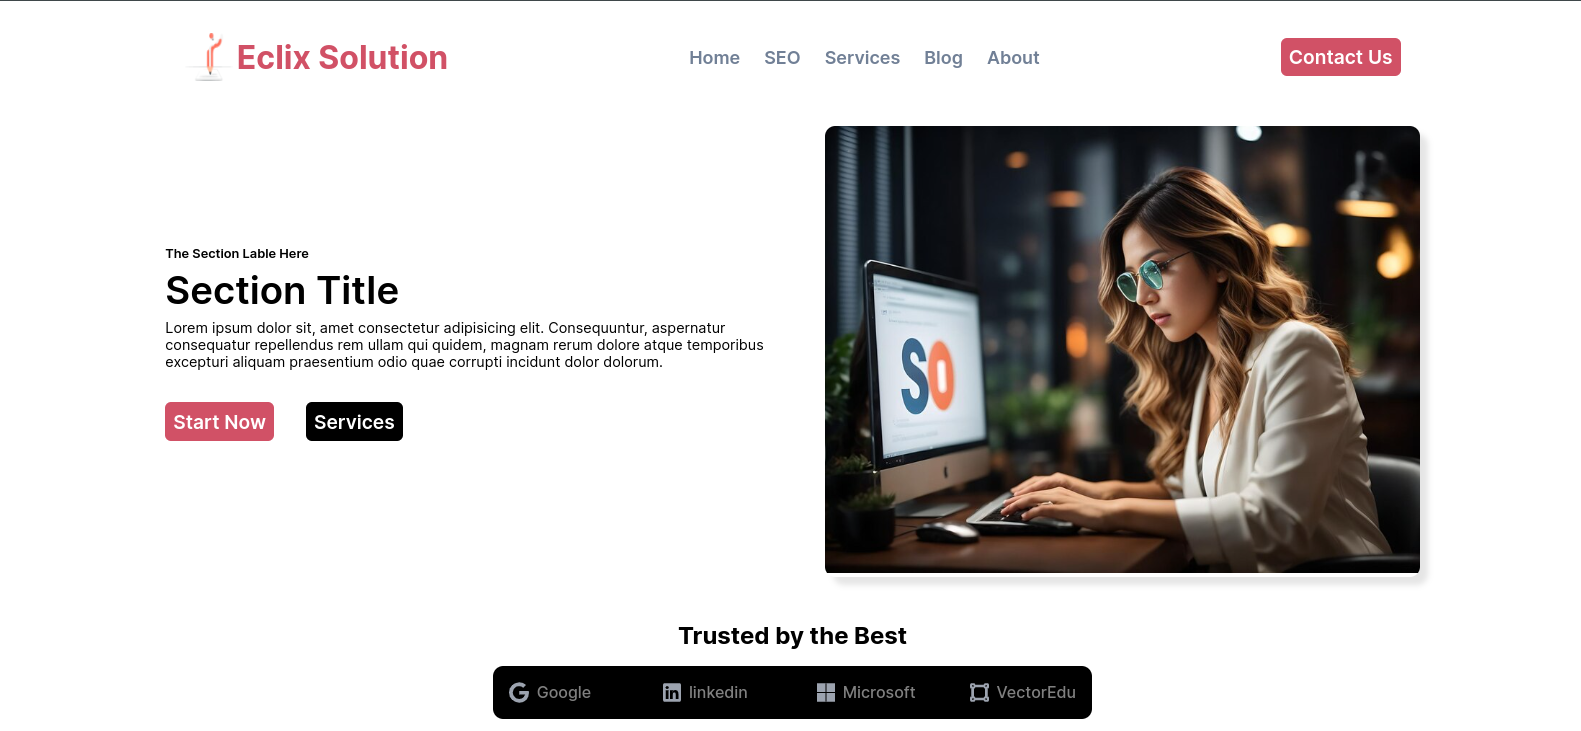 Eclix Solution
Home SEO Services Blog About
Contact Us
The Section Lable Here
Section Title
Lorem ipsum dolor sit, amet consectetur adipisicing elit. Consequuntur, aspernatur
consequatur repellendus rem ullam qui quidem, magnam rerum dolore atque temporibus
excepturi aliquam praesentium odio quae corrupti incidunt dolor dolorum.
Start Now Services
SO
Trusted by the Best
Google linkedin Microsoft VectorEdu